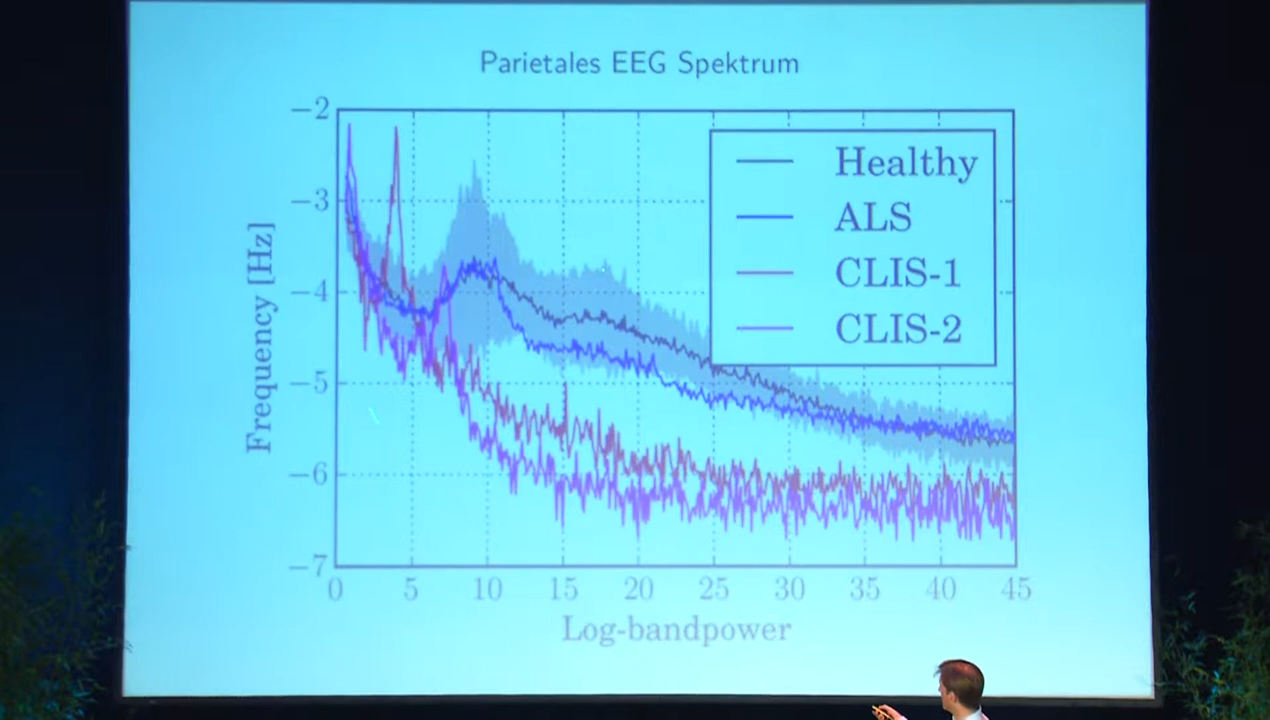 Parietales EEG Spektrum
−2
−3
−4
−5
−6
−7
Frequency [Hz]
Healthy
ALS
CLIS-1
CLIS-2
0 5 10 15 20 25 30 35 40 45
Log-bandpower